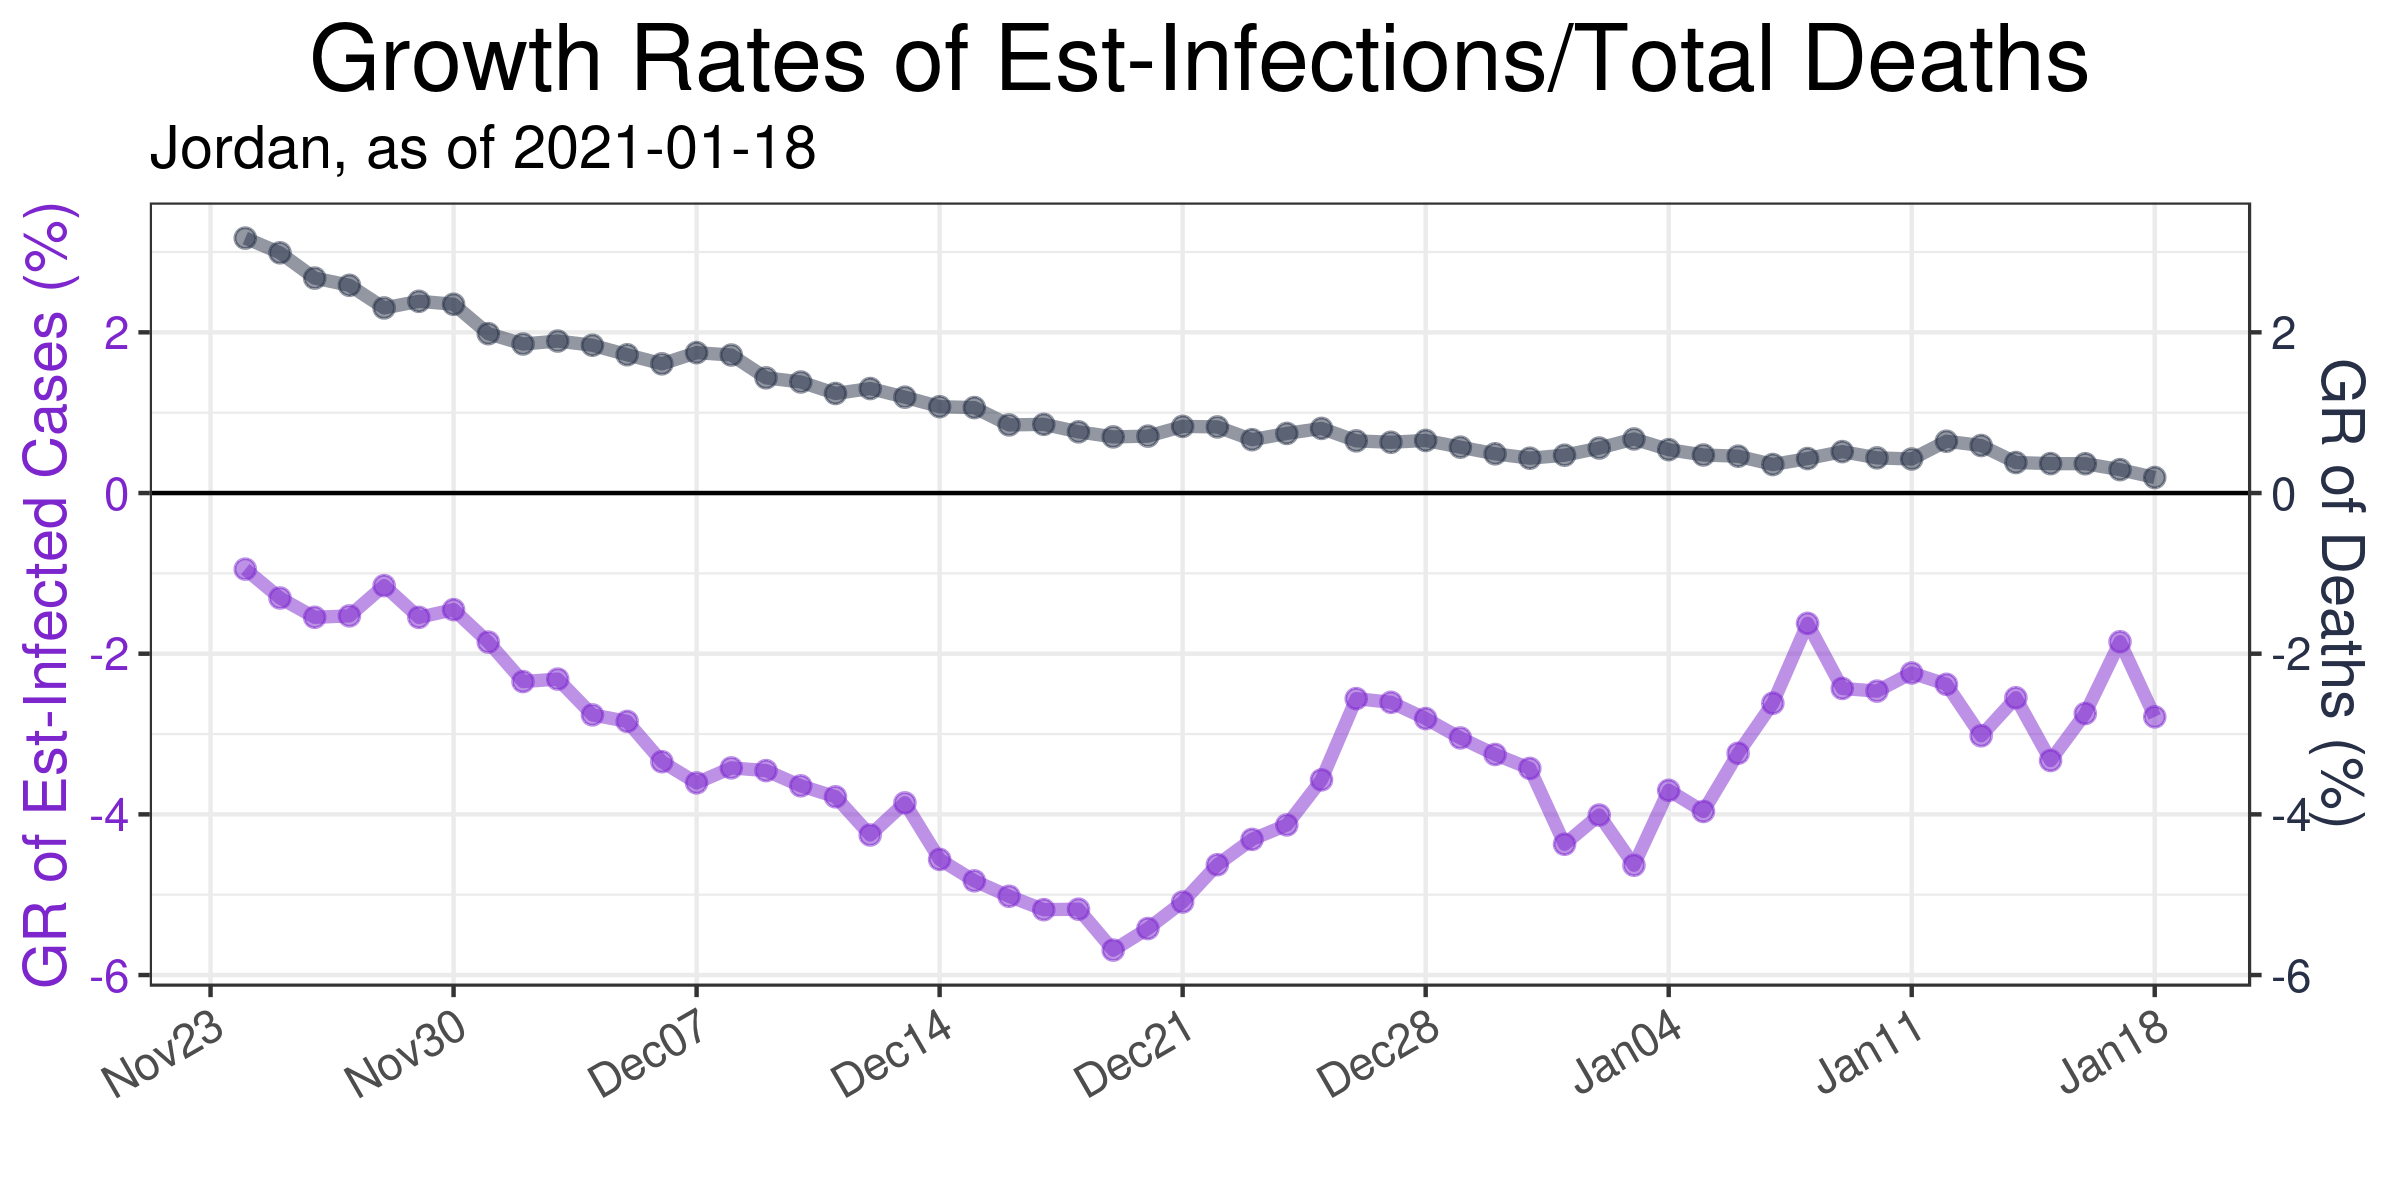 Growth Rates of Est-Infections/Total Deaths
Jordan, as of 2021-01-18
GR of Est-Infected Cases (%)
2
0
-2
-4
-6
2
0
-2
-4
-6
GR of Deaths (%)
Nov23
Nov30
Dec07
Dec14
Dec21
Dec28
Jan04
Jan11
Jan18